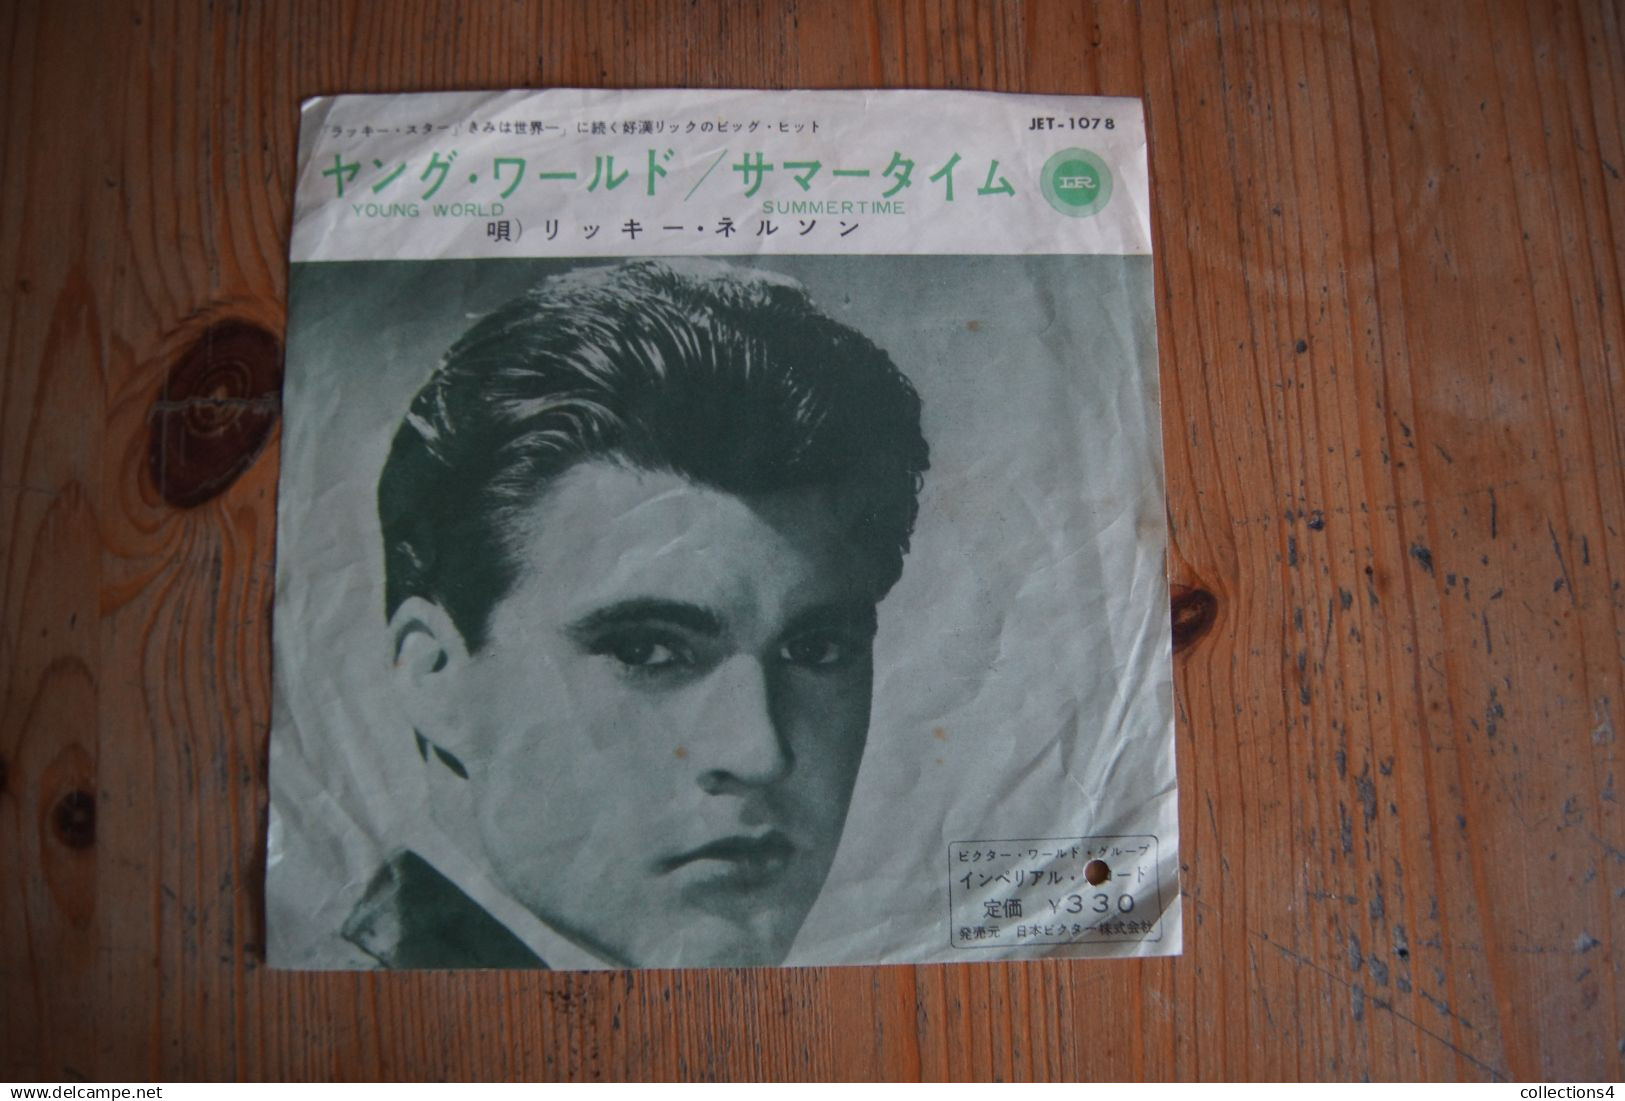 「ラッキー・スター」きみは世界一」に続く好漢リックのビッグ・ヒット
JET-1078
ヤング・ワールド／サマータイム
IR
YOUNG WORLD
SUMMERTIME
唄）リッキー・ネルソン
ビクター・ワールド・グループ
インペリアル・コード
定価 ¥330
発売元 日本ビクター株式会社
collections4